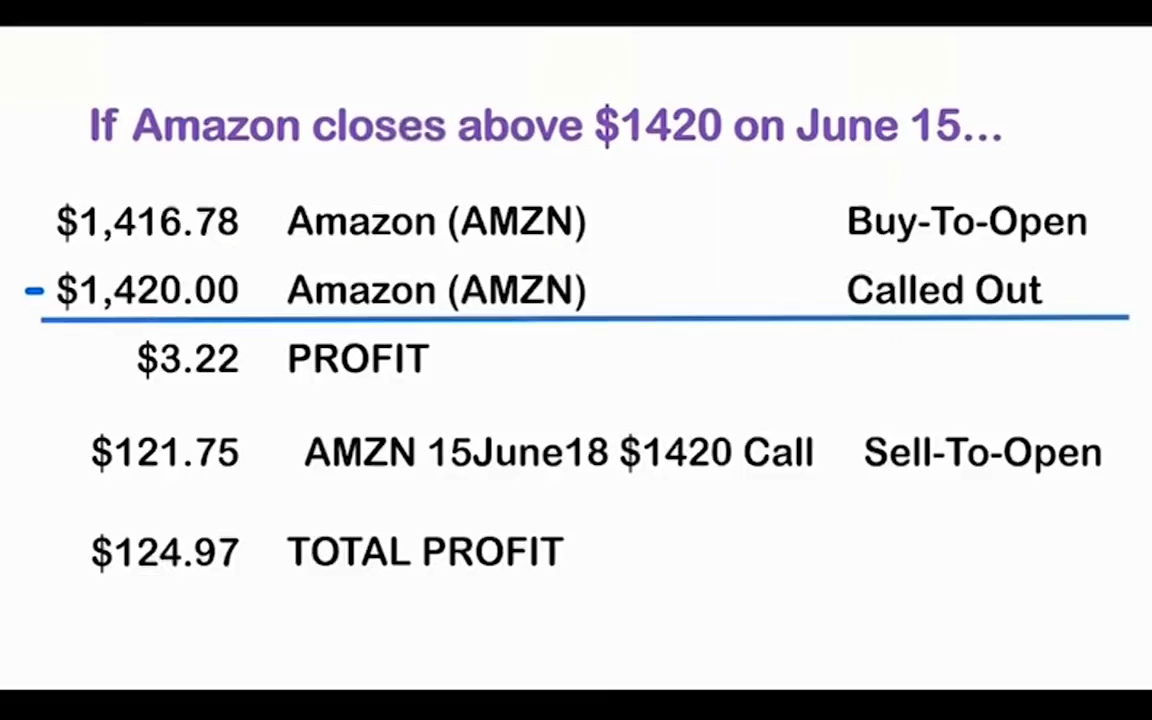 If Amazon closes above $1420 on June 15...
$1,416.78 Amazon (AMZN) Buy-To-Open
- $1,420.00 Amazon (AMZN) Called Out
$3.22 PROFIT
$121.75 AMZN 15June18 $1420 Call Sell-To-Open
$124.97 TOTAL PROFIT